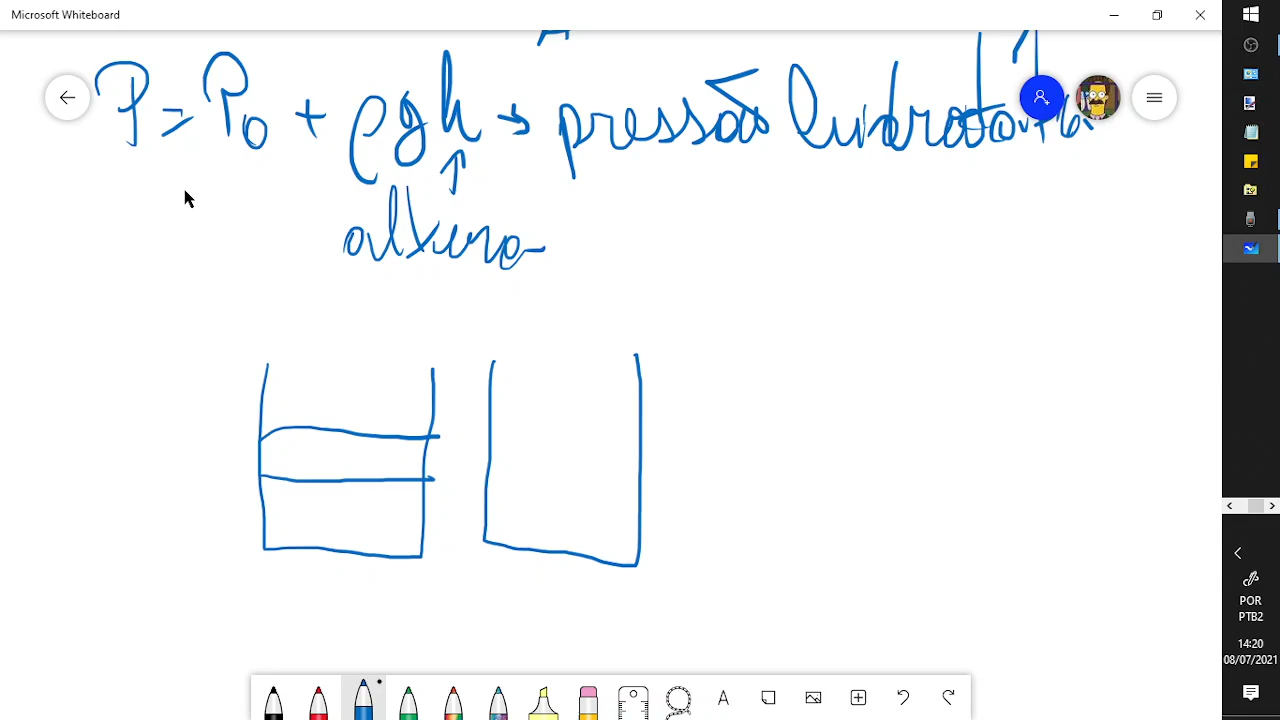 Microsoft Whiteboard
P = P₀ + ρgh → pressão hidrostática
altura
POR
PTB2
14:20
08/07/2021